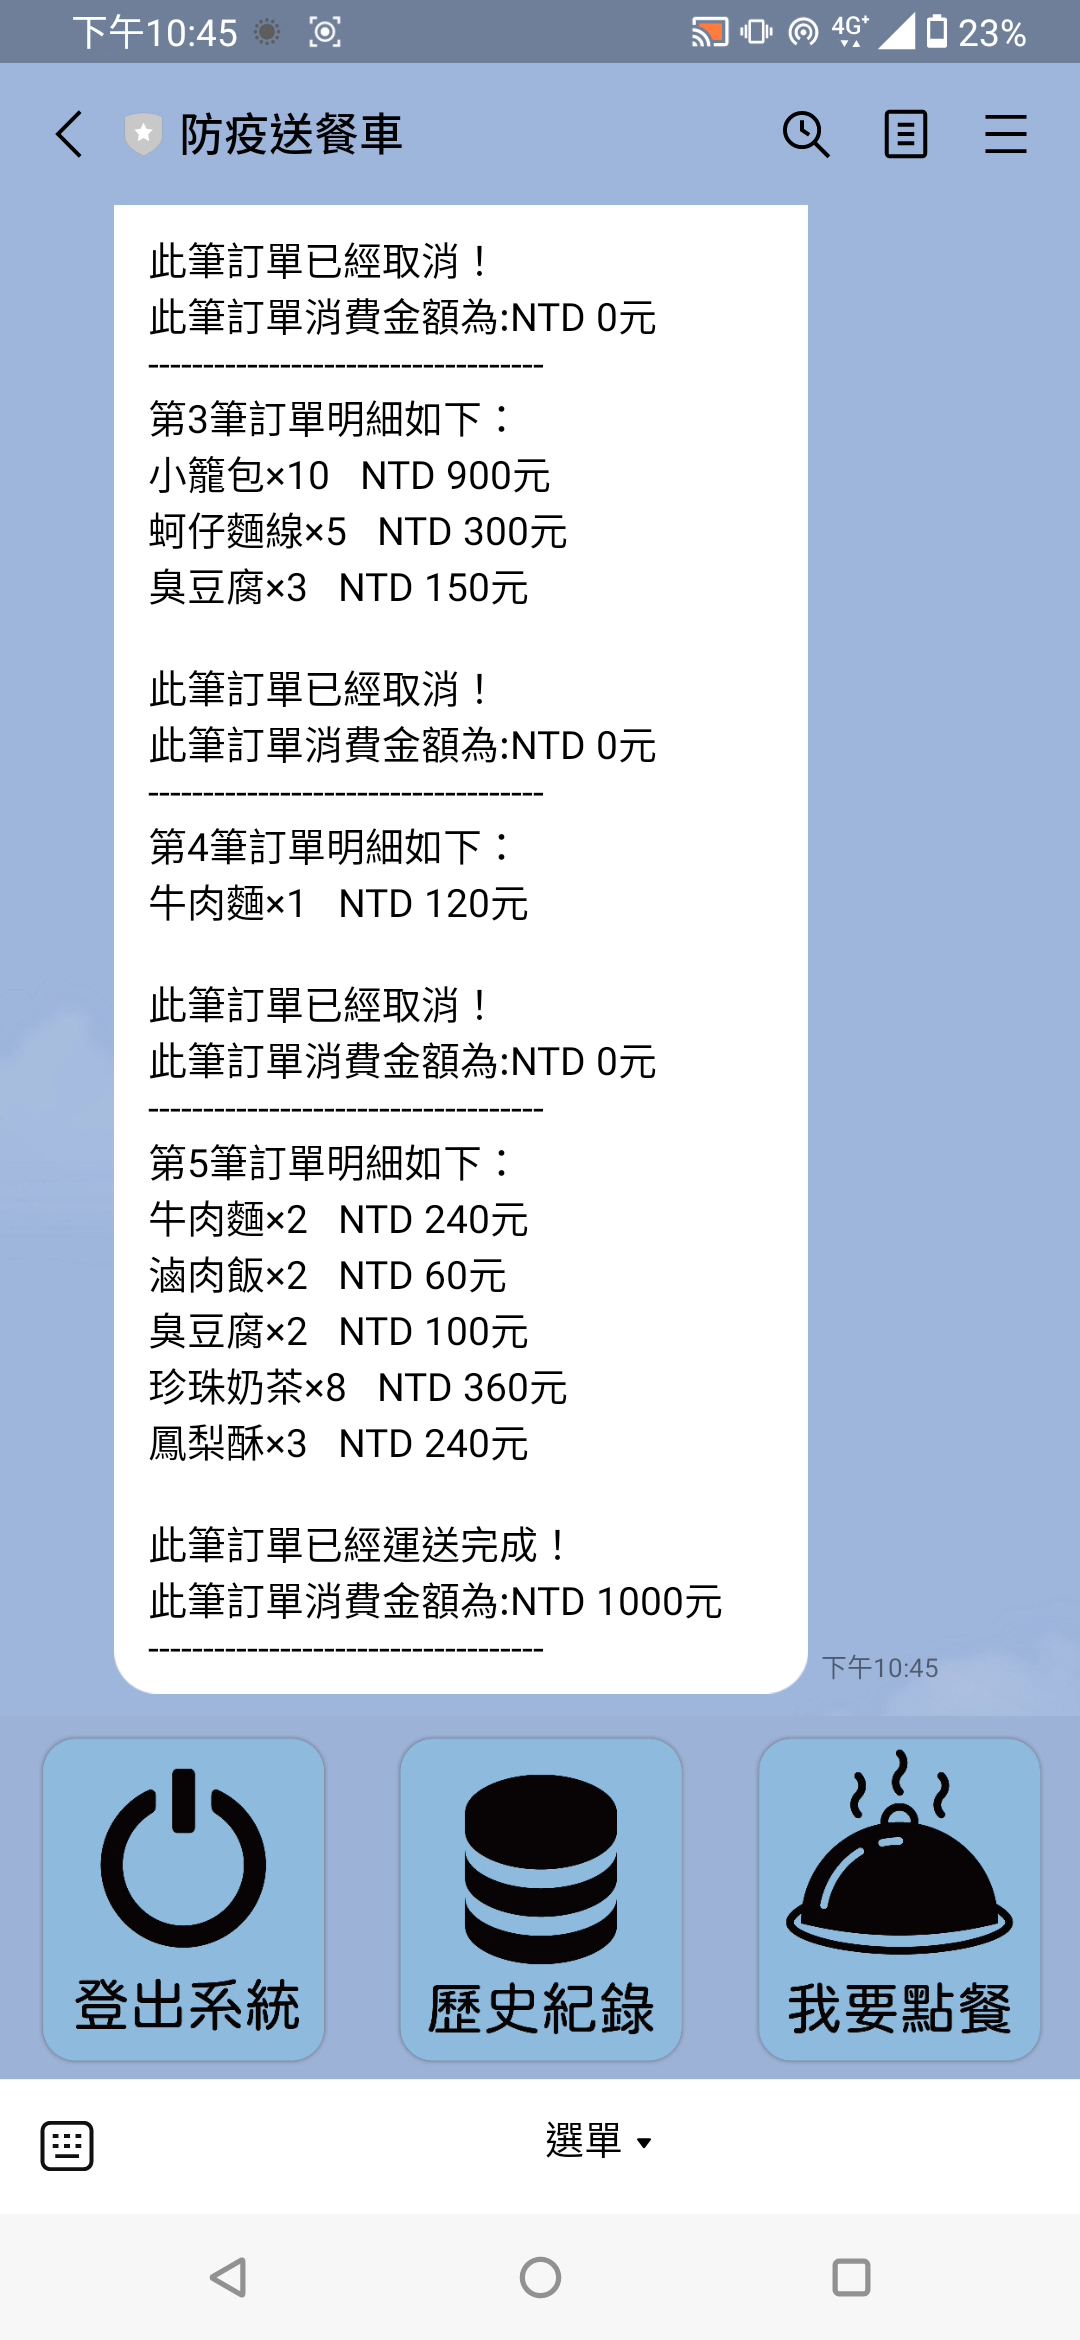 下午10:45
4G+
23%
防疫送餐車
此筆訂單已經取消！
此筆訂單消費金額為:NTD 0元
------------------------------------
第3筆訂單明細如下：
小籠包×10 NTD 900元
蚵仔麵線×5 NTD 300元
臭豆腐×3 NTD 150元
此筆訂單已經取消！
此筆訂單消費金額為:NTD 0元
------------------------------------
第4筆訂單明細如下：
牛肉麵×1 NTD 120元
此筆訂單已經取消！
此筆訂單消費金額為:NTD 0元
------------------------------------
第5筆訂單明細如下：
牛肉麵×2 NTD 240元
滷肉飯×2 NTD 60元
臭豆腐×2 NTD 100元
珍珠奶茶×8 NTD 360元
鳳梨酥×3 NTD 240元
此筆訂單已經運送完成！
此筆訂單消費金額為:NTD 1000元
------------------------------------
下午10:45
登出系統
歷史紀錄
我要點餐
選單